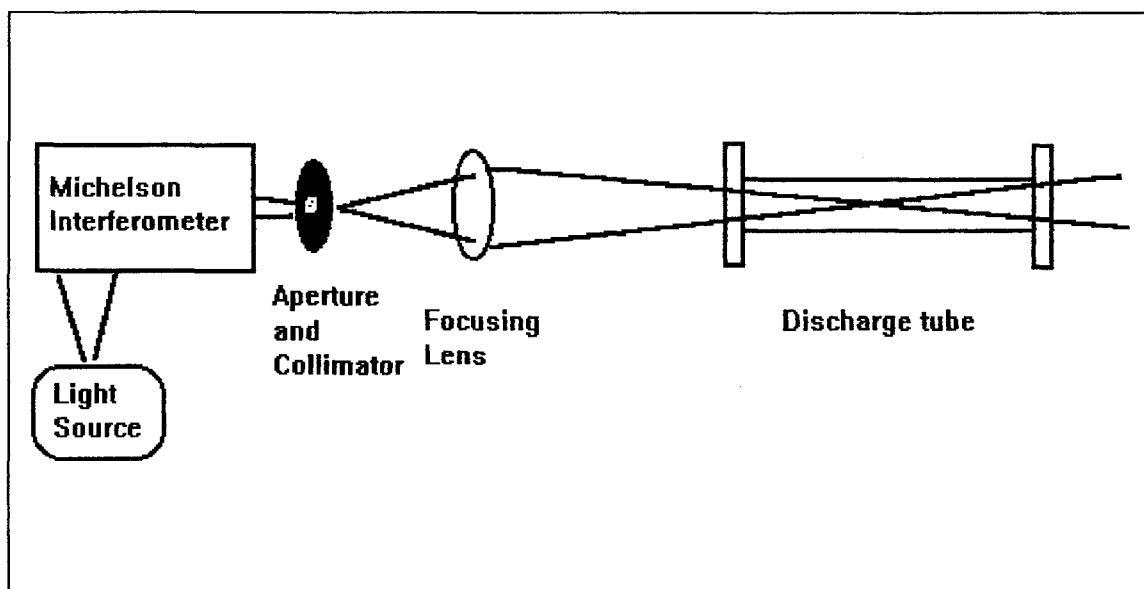 Michelson
Interferometer
Aperture
and
Collimator
Focusing
Lens
Discharge tube
Light
Source